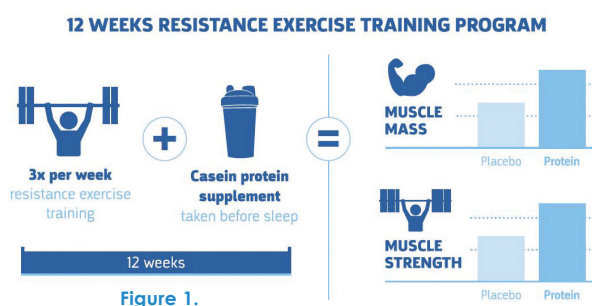 12 WEEKS RESISTANCE EXERCISE TRAINING PROGRAM
3x per week
resistance exercise
training
+
Casein protein
supplement
taken before sleep
=
12 weeks
Figure 1.
MUSCLE
MASS
Placebo Protein
MUSCLE
STRENGTH
Placebo Protein